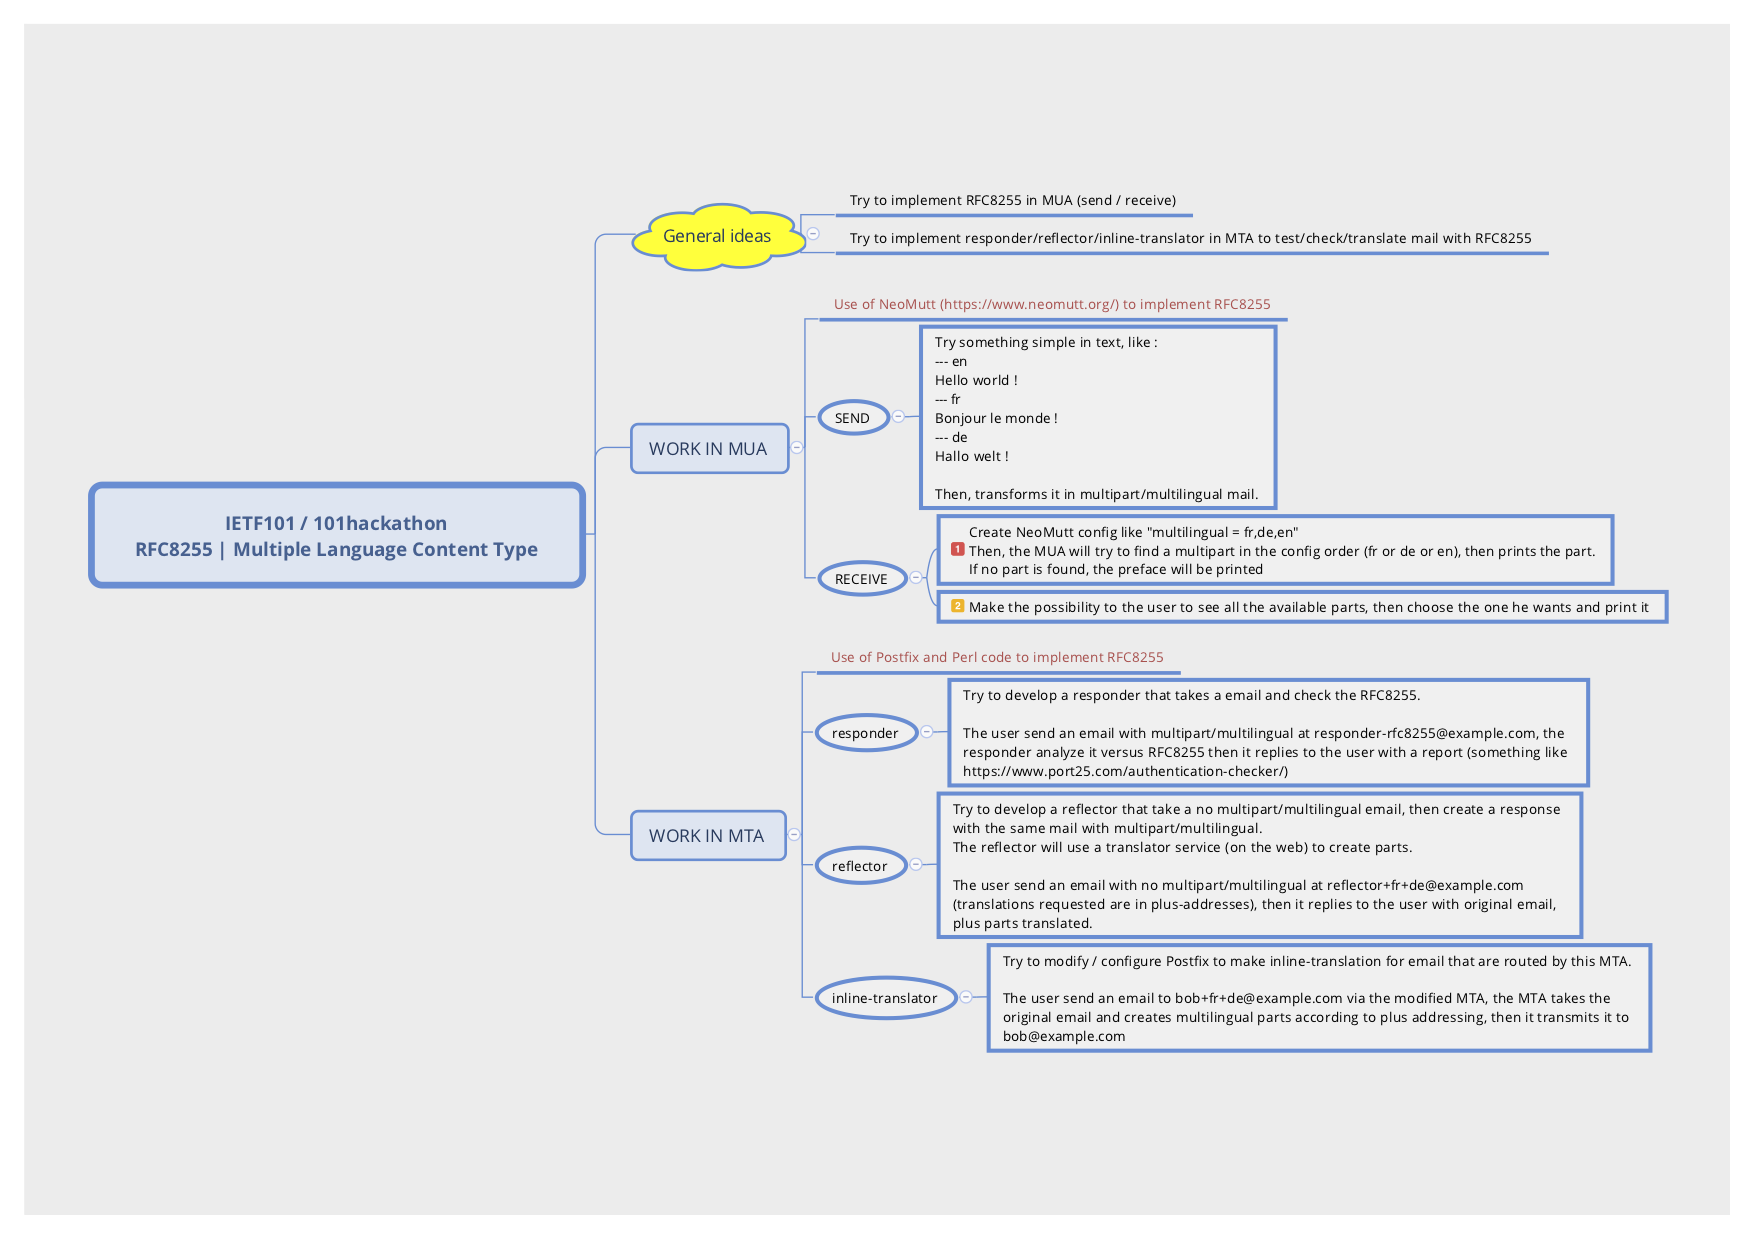 IETF101 / 101hackathon
RFC8255 | Multiple Language Content Type
General ideas
Try to implement RFC8255 in MUA (send / receive)
Try to implement responder/reflector/inline-translator in MTA to test/check/translate mail with RFC8255
WORK IN MUA
Use of NeoMutt (https://www.neomutt.org/) to implement RFC8255
SEND
Try something simple in text, like :
--- en
Hello world !
--- fr
Bonjour le monde !
--- de
Hallo welt !
Then, transforms it in multipart/multilingual mail.
RECEIVE
1
Create NeoMutt config like "multilingual = fr,de,en"
Then, the MUA will try to find a multipart in the config order (fr or de or en), then prints the part.
If no part is found, the preface will be printed
2 Make the possibility to the user to see all the available parts, then choose the one he wants and print it
WORK IN MTA
Use of Postfix and Perl code to implement RFC8255
responder
Try to develop a responder that takes a email and check the RFC8255.
The user send an email with multipart/multilingual at responder-rfc8255@example.com, the
responder analyze it versus RFC8255 then it replies to the user with a report (something like
https://www.port25.com/authentication-checker/)
reflector
Try to develop a reflector that take a no multipart/multilingual email, then create a response
with the same mail with multipart/multilingual.
The reflector will use a translator service (on the web) to create parts.
The user send an email with no multipart/multilingual at reflector+fr+de@example.com
(translations requested are in plus-addresses), then it replies to the user with original email,
plus parts translated.
inline-translator
Try to modify / configure Postfix to make inline-translation for email that are routed by this MTA.
The user send an email to bob+fr+de@example.com via the modified MTA, the MTA takes the
original email and creates multilingual parts according to plus addressing, then it transmits it to
bob@example.com